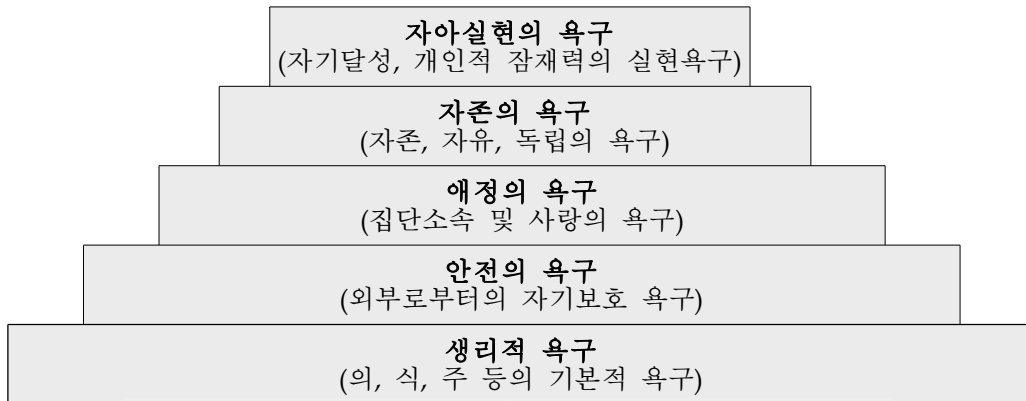 자아실현의 욕구
(자기달성, 개인적 잠재력의 실현욕구)
자존의 욕구
(자존, 자유, 독립의 욕구)
애정의 욕구
(집단소속 및 사랑의 욕구)
안전의 욕구
(외부로부터의 자기보호 욕구)
생리적 욕구
(의, 식, 주 등의 기본적 욕구)